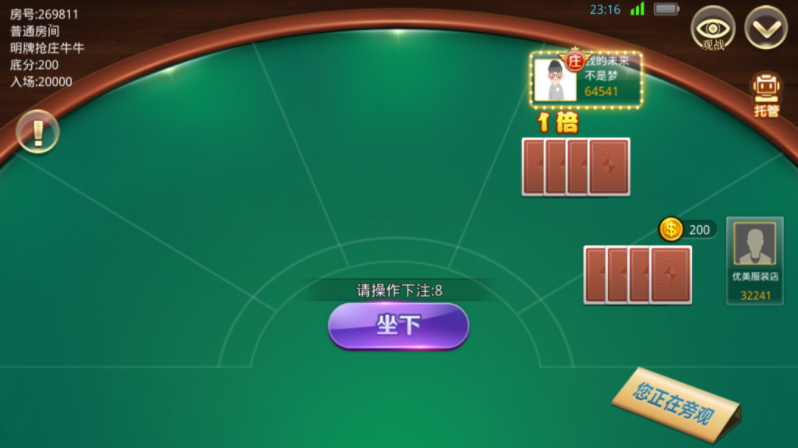 房号:269811
普通房间
明牌抢庄牛牛
底分:200
入场:20000
23:16
观战
托管
庄
我的未来
不是梦
64541
1倍
200
优美服装店
32241
请操作下注:8
坐下
您正在旁观